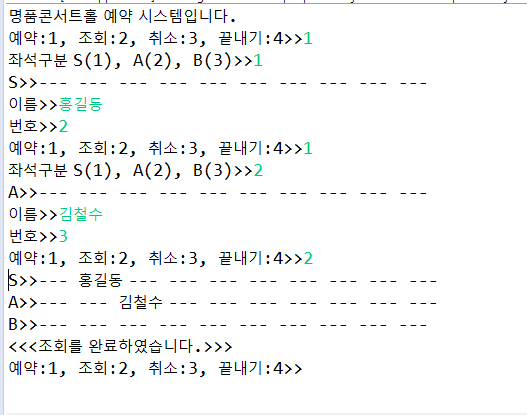 명품콘서트홀 예약 시스템입니다.
예약:1, 조회:2, 취소:3, 끝내기:4>>1
좌석구분 S(1), A(2), B(3)>>1
S>>--- --- --- --- --- --- --- --- --- ---
이름>>홍길동
번호>>2
예약:1, 조회:2, 취소:3, 끝내기:4>>1
좌석구분 S(1), A(2), B(3)>>2
A>>--- --- --- --- --- --- --- --- --- ---
이름>>김철수
번호>>3
예약:1, 조회:2, 취소:3, 끝내기:4>>2
S>>--- 홍길동 --- --- --- --- --- --- --- ---
A>>--- --- 김철수 --- --- --- --- --- --- ---
B>>--- --- --- --- --- --- --- --- --- ---
<<<조회를 완료하였습니다.>>>
예약:1, 조회:2, 취소:3, 끝내기:4>>